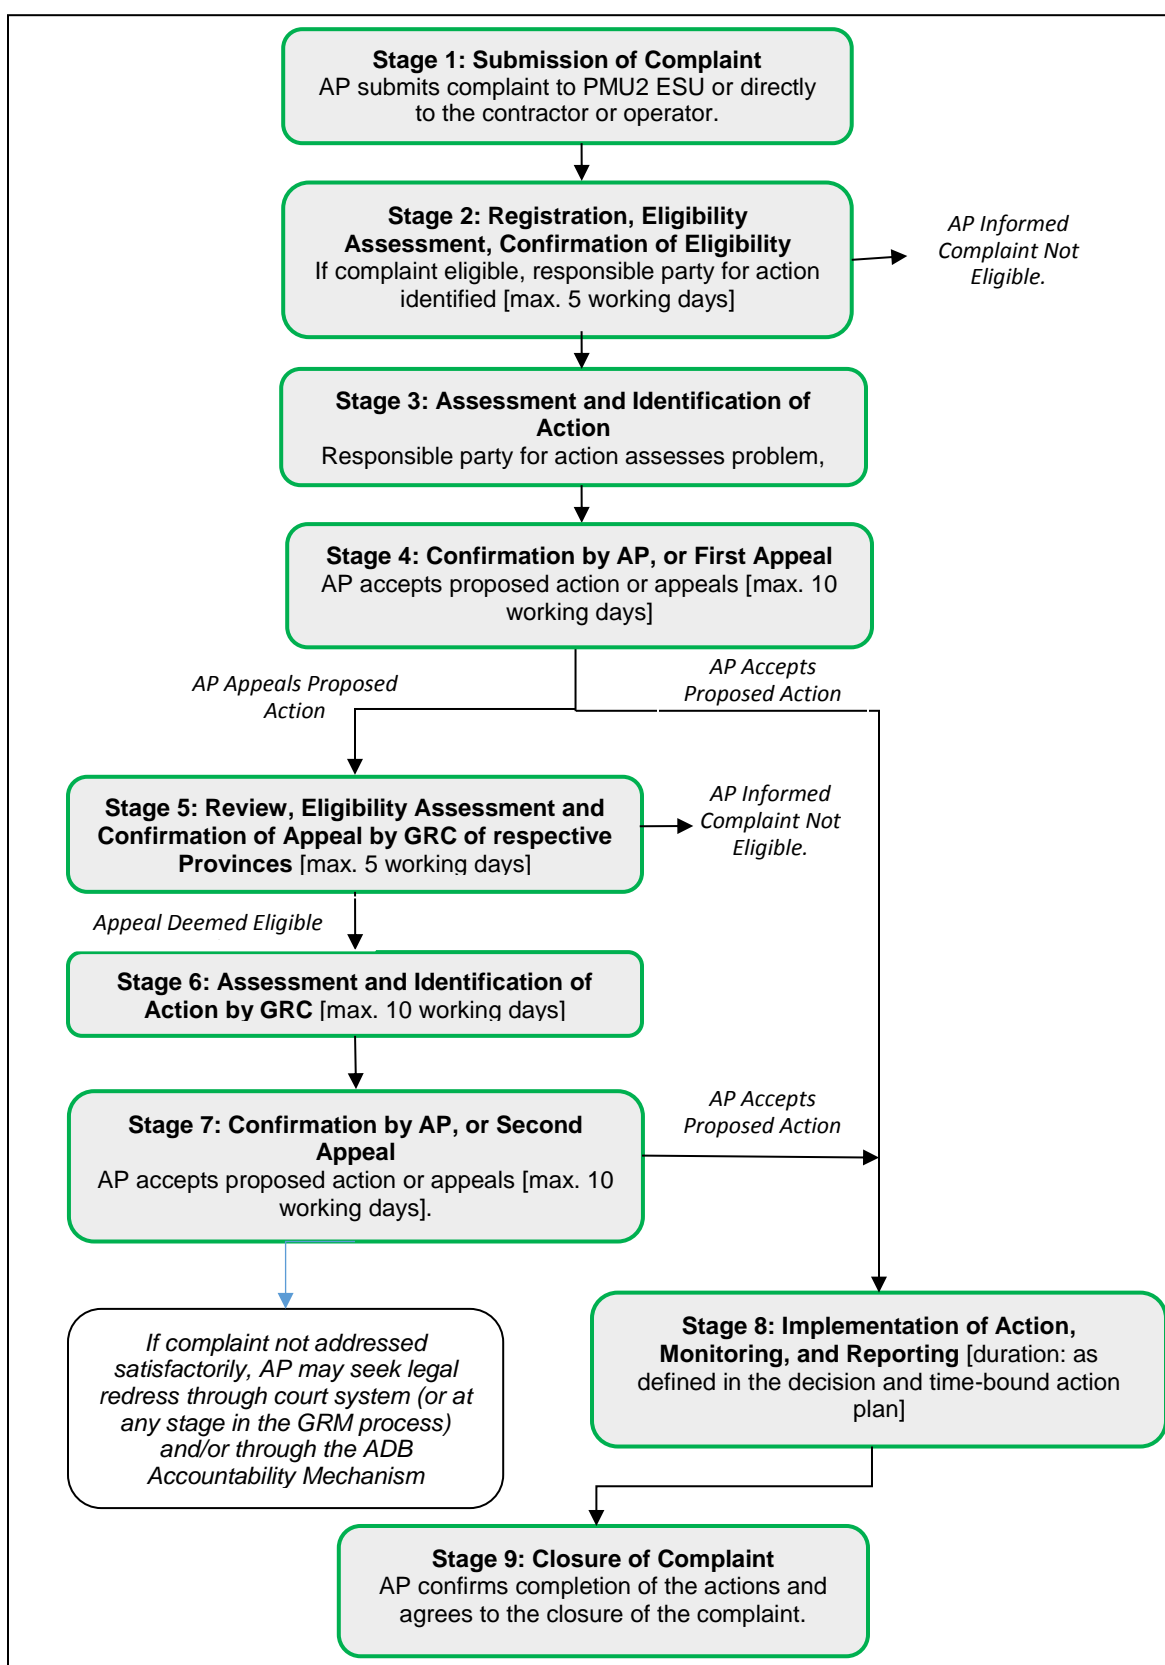 Stage 1: Submission of Complaint
AP submits complaint to PMU2 ESU or directly
to the contractor or operator.
Stage 2: Registration, Eligibility
Assessment, Confirmation of Eligibility
If complaint eligible, responsible party for action
identified [max. 5 working days]
AP Informed
Complaint Not
Eligible.
Stage 3: Assessment and Identification of
Action
Responsible party for action assesses problem,
Stage 4: Confirmation by AP, or First Appeal
AP accepts proposed action or appeals [max. 10
working days]
AP Appeals Proposed
Action
AP Accepts
Proposed Action
Stage 5: Review, Eligibility Assessment and
Confirmation of Appeal by GRC of respective
Provinces [max. 5 working days]
AP Informed
Complaint Not
Eligible.
Appeal Deemed Eligible
Stage 6: Assessment and Identification of
Action by GRC [max. 10 working days]
Stage 7: Confirmation by AP, or Second
Appeal
AP accepts proposed action or appeals [max. 10
working days].
AP Accepts
Proposed Action
If complaint not addressed
satisfactorily, AP may seek legal
redress through court system (or at
any stage in the GRM process)
and/or through the ADB
Accountability Mechanism
Stage 8: Implementation of Action,
Monitoring, and Reporting [duration: as
defined in the decision and time-bound action
plan]
Stage 9: Closure of Complaint
AP confirms completion of the actions and
agrees to the closure of the complaint.